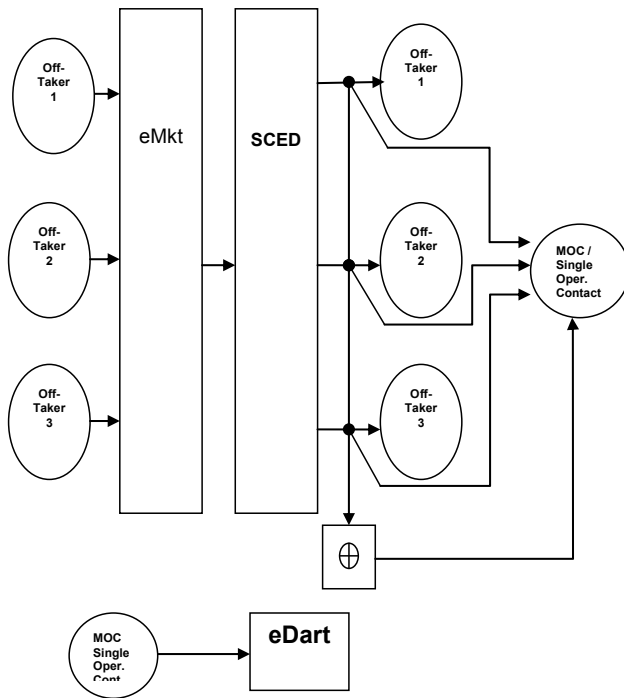 Off-
Taker
1
Off-
Taker
2
Off-
Taker
3
eMkt
SCED
Off-
Taker
1
Off-
Taker
2
Off-
Taker
3
MOC /
Single
Oper.
Contact
MOC
Single
Oper.
Cont
eDart